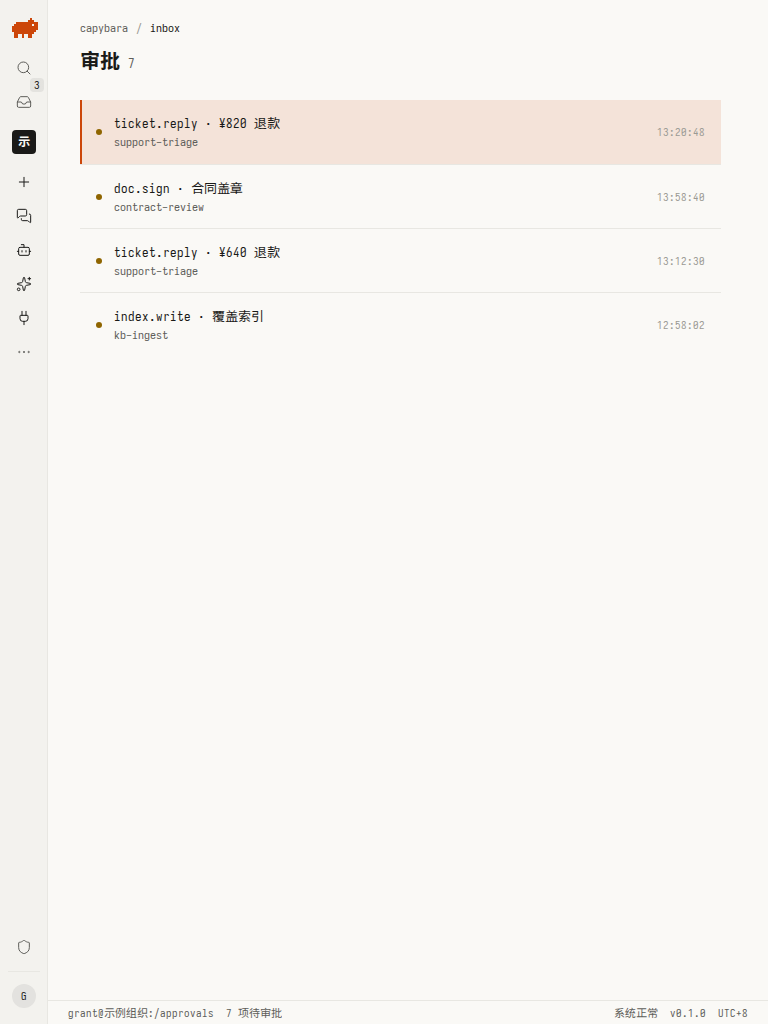 capybara / inbox
审批 7
3
示
ticket.reply · ¥820 退款
support-triage
13:20:48
doc.sign · 合同盖章
contract-review
13:58:40
ticket.reply · ¥640 退款
support-triage
13:12:30
index.write · 覆盖索引
kb-ingest
12:58:02
G
grant@示例组织:/approvals 7 项待审批
系统正常 v0.1.0 UTC+8